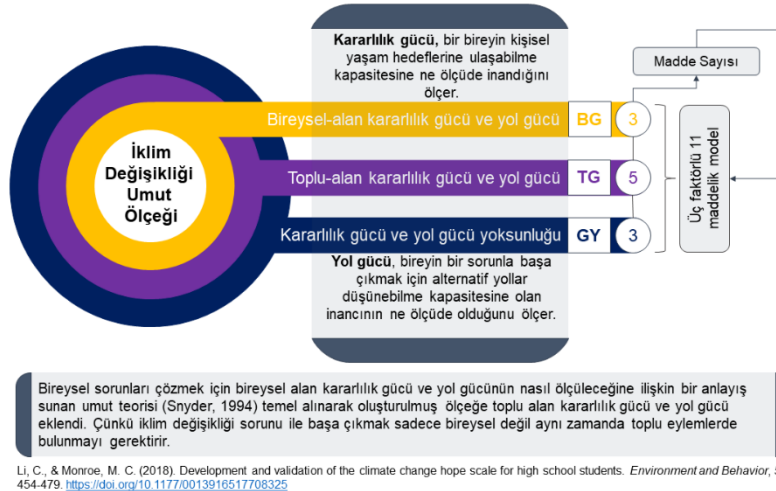 Kararlılık gücü, bir bireyin kişisel
yaşam hedeflerine ulaşabilme
kapasitesine ne ölçüde inandığını
ölçer.
Madde Sayısı
İklim
Değişikliği
Umut
Ölçeği
Bireysel-alan kararlılık gücü ve yol gücü BG 3
Toplu-alan kararlılık gücü ve yol gücü TG 5
Kararlılık gücü ve yol gücü yoksunluğu GY 3
Üç faktörlü 11
maddelik model
Yol gücü, bireyin bir sorunla başa
çıkmak için alternatif yollar
düşünebilme kapasitesine olan
inancının ne ölçüde olduğunu ölçer.
Bireysel sorunları çözmek için bireysel alan kararlılık gücü ve yol gücünün nasıl ölçüleceğine ilişkin bir anlayış
sunan umut teorisi (Snyder, 1994) temel alınarak oluşturulmuş ölçeğe toplu alan kararlılık gücü ve yol gücü
eklendi. Çünkü iklim değişikliği sorunu ile başa çıkmak sadece bireysel değil aynı zamanda toplu eylemlerde
bulunmayı gerektirir.
Li, C., & Monroe, M. C. (2018). Development and validation of the climate change hope scale for high school students. Environment and Behavior,
454-479. https://doi.org/10.1177/0013916517708325